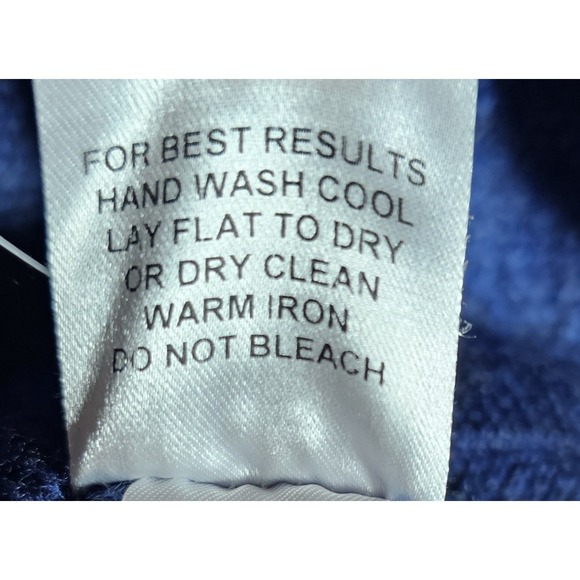 FOR BEST RESULTS
HAND WASH COOL
LAY FLAT TO DRY
OR DRY CLEAN
WARM IRON
DO NOT BLEACH